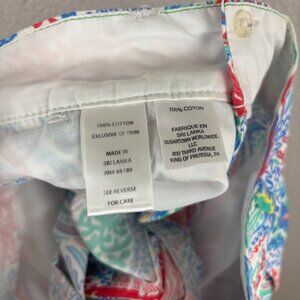 100% COTTON
EXCLUSIVE OF TRIM
MADE IN
SRI LANKA
RN# 86189
SEE REVERSE
FOR CARE
100% COTON
FABRIQUE EN
SRI LANKA
SUGARTOWN WORLDWIDE, LLC
800 THIRD AVENUE
KING OF PRUSSIA, PA